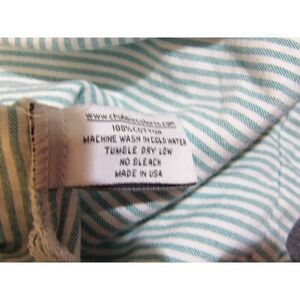 www.chubbiesshorts.com
100% COTTON
MACHINE WASH IN COLD WATER
TUMBLE DRY LOW
NO BLEACH
MADE IN USA